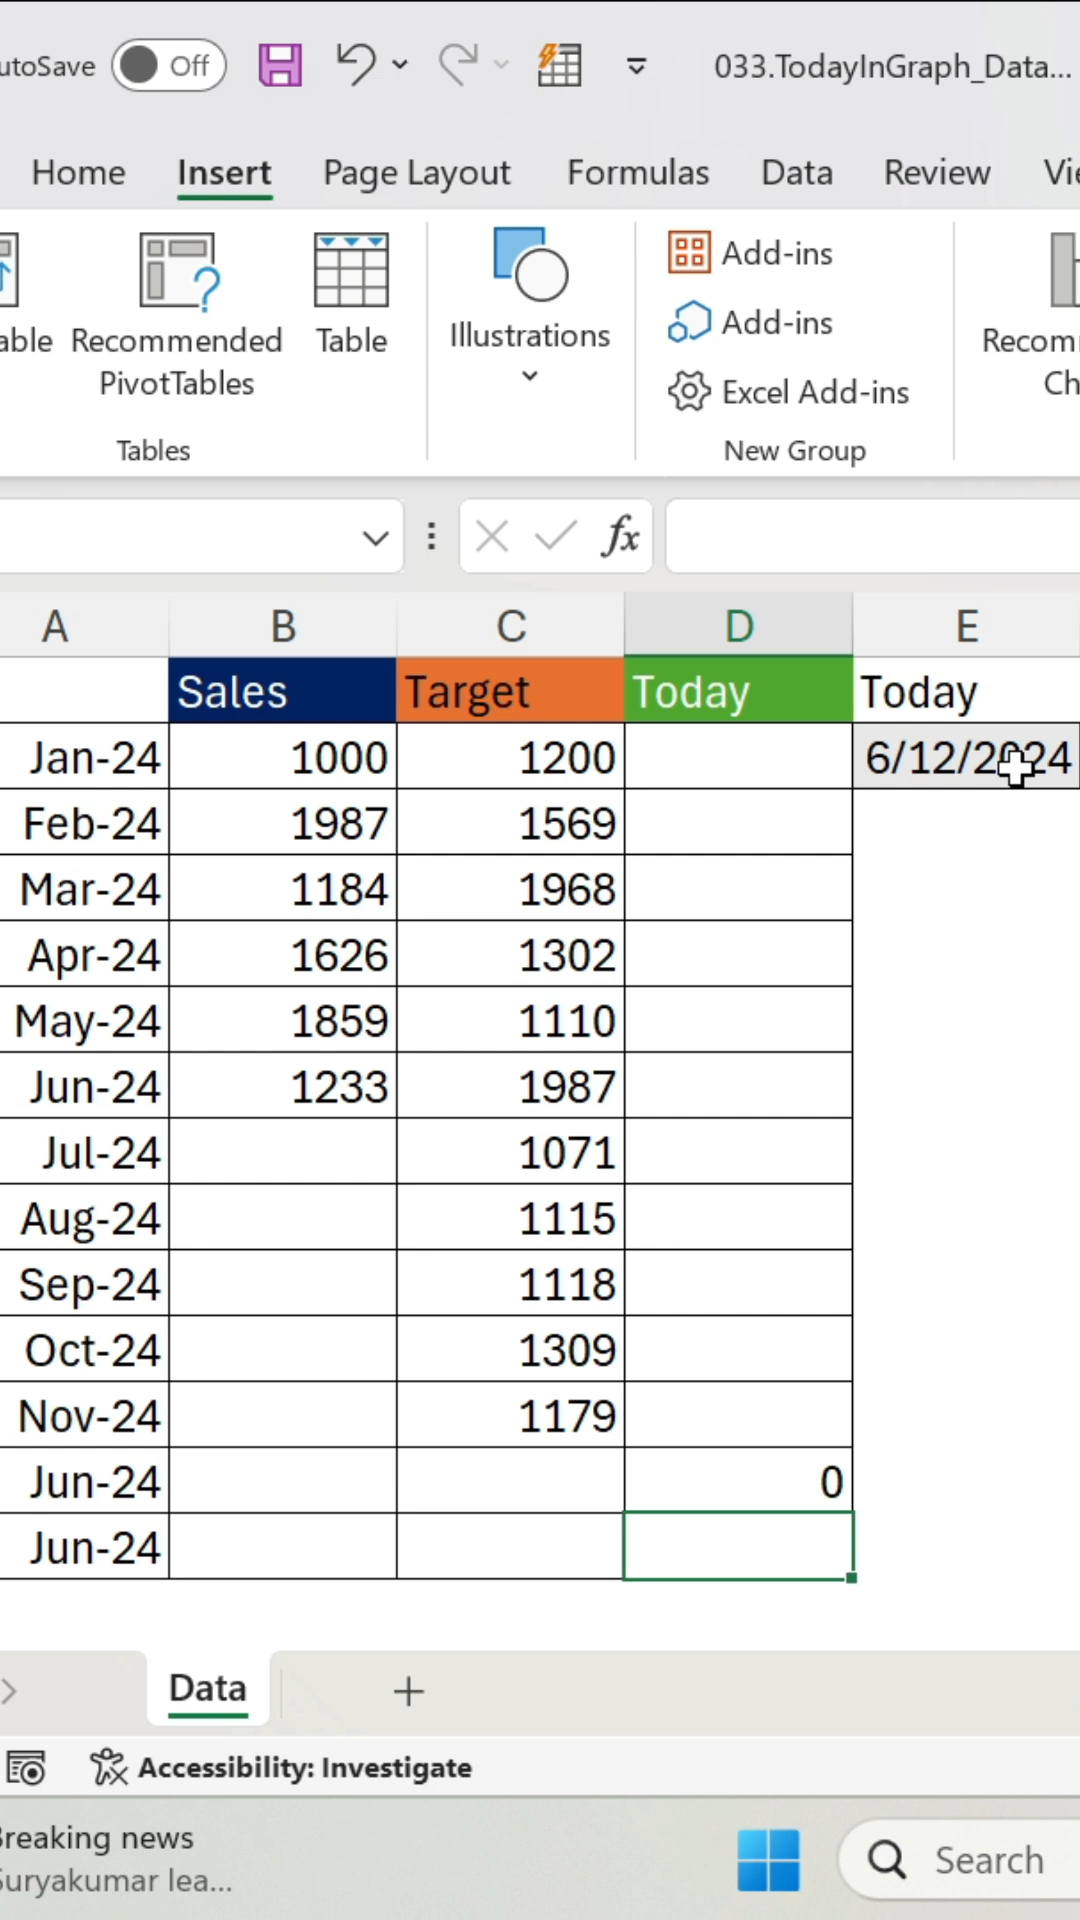 utoSave Off 033.TodayInGraph_Data...
Home Insert Page Layout Formulas Data Review Vie
able Recommended PivotTables Table Illustrations Add-ins Recom
Add-ins
Excel Add-ins Ch
Tables New Group
fx
A B C D E
Sales Target Today Today
Jan-24 1000 1200 6/12/2024
Feb-24 1987 1569
Mar-24 1184 1968
Apr-24 1626 1302
May-24 1859 1110
Jun-24 1233 1987
Jul-24 1071
Aug-24 1115
Sep-24 1118
Oct-24 1309
Nov-24 1179
Jun-24 0
Jun-24
Data
Accessibility: Investigate
Breaking news
Suryakumar lea... Search